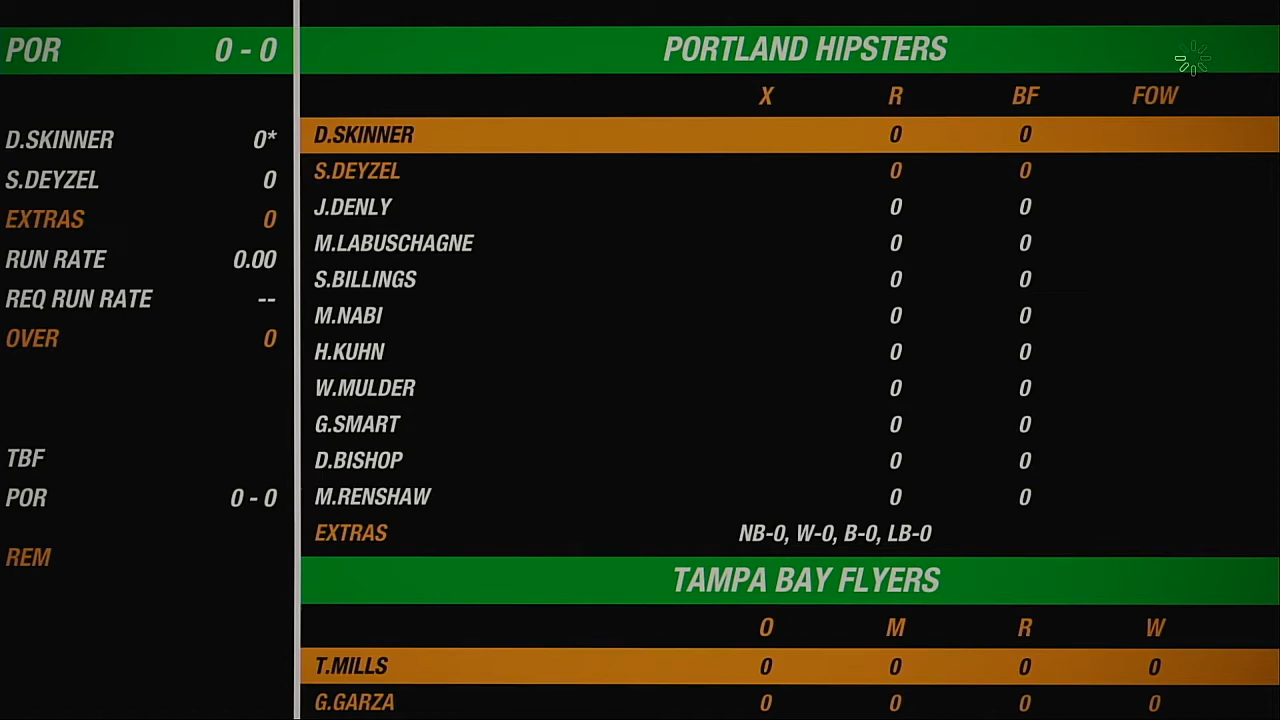 POR 0 - 0
D.SKINNER 0*
S.DEYZEL 0
EXTRAS 0
RUN RATE 0.00
REQ RUN RATE --
OVER 0
TBF
POR 0 - 0
REM
PORTLAND HIPSTERS
X R BF FOW
D.SKINNER 0 0
S.DEYZEL 0 0
J.DENLY 0 0
M.LABUSCHAGNE 0 0
S.BILLINGS 0 0
M.NABI 0 0
H.KUHN 0 0
W.MULDER 0 0
G.SMART 0 0
D.BISHOP 0 0
M.RENSHAW 0 0
EXTRAS NB-0, W-0, B-0, LB-0
TAMPA BAY FLYERS
O M R W
T.MILLS 0 0 0 0
G.GARZA 0 0 0 0